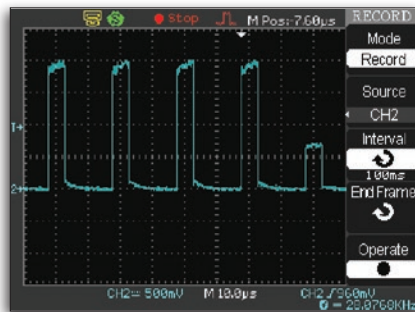 Stop M Pos:-7.60µs RECORD
Mode
Record
Source
CH2
Interval
100ms
End Frame
Operate
T+
2+
CH2= 500mV M 10.0µs CH2 960mV
= 20.0760KHz